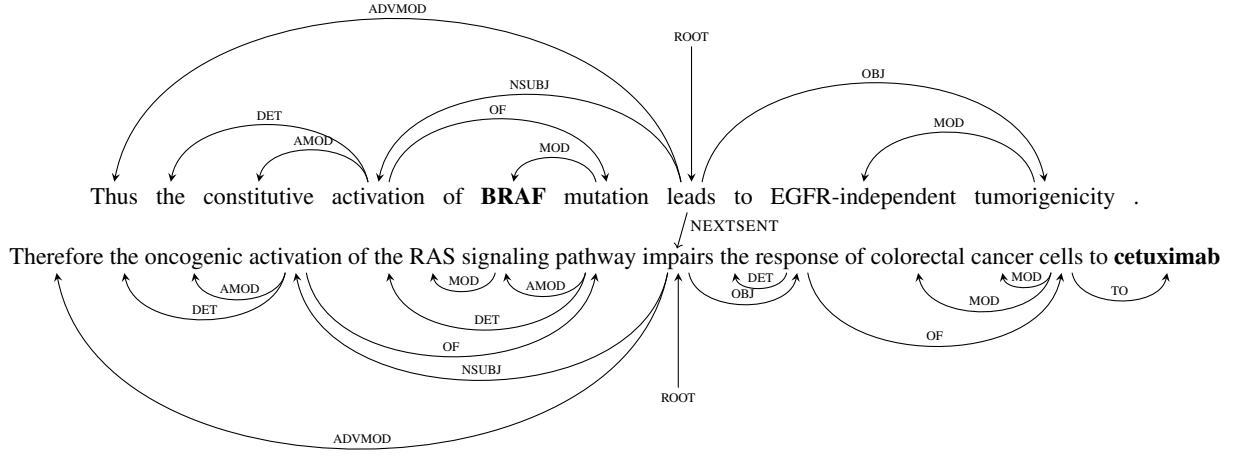 ADVMOD
ROOT
OBJ
NSUBJ
OF
DET
MOD
AMOD
MOD
Thus the constitutive activation of BRAF mutation leads to EGFR-independent tumorigenicity .
NEXTSENT
Therefore the oncogenic activation of the RAS signaling pathway impairs the response of colorectal cancer cells to cetuximab
AMOD
DET
MOD
AMOD
DET
OF
NSUBJ
ADVMOD
DET
OBJ
MOD
MOD
TO
OF
ROOT